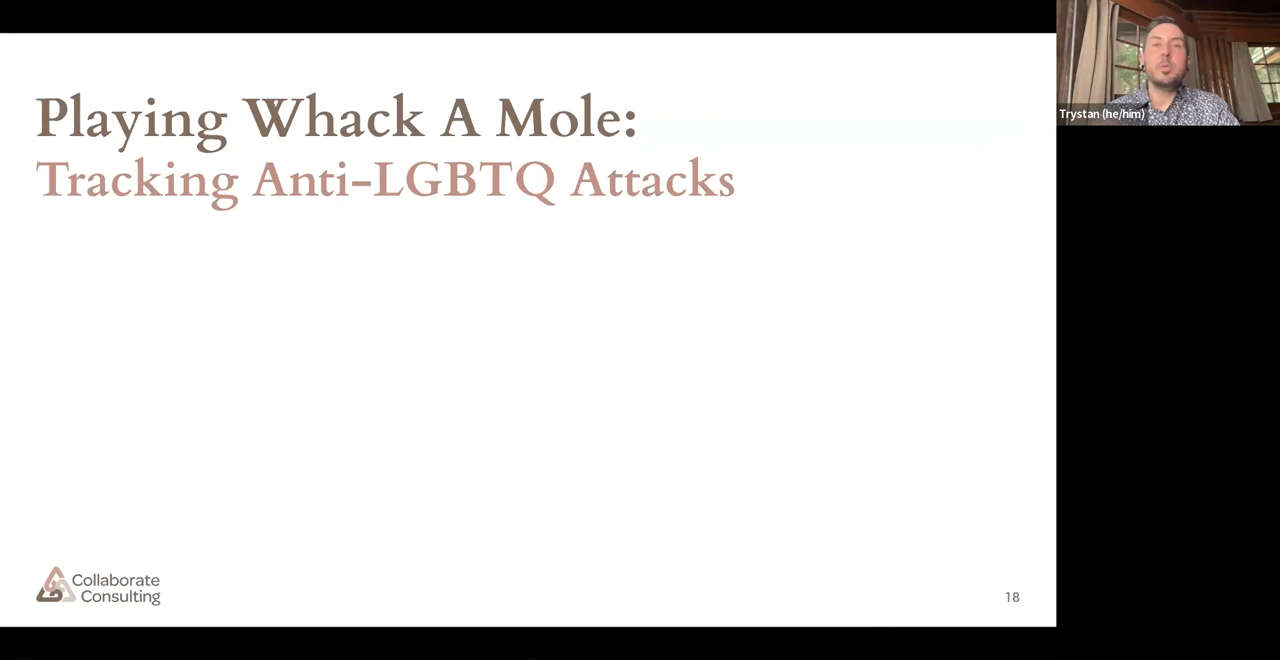 Playing Whack A Mole:
Tracking Anti-LGBTQ Attacks
Trystan (he/him)
Collaborate
Consulting
18